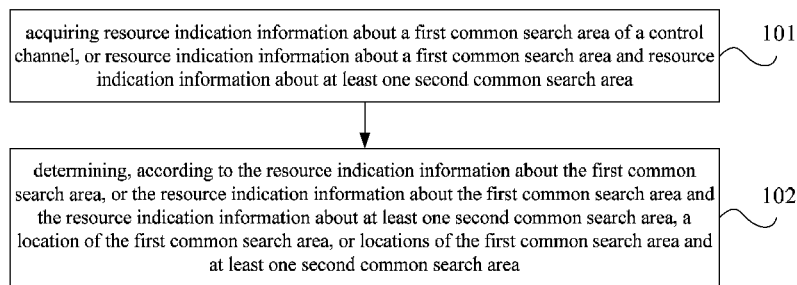 acquiring resource indication information about a first common search area of a control
channel, or resource indication information about a first common search area and resource
indication information about at least one second common search area
101
determining, according to the resource indication information about the first common
search area, or the resource indication information about the first common search area and
the resource indication information about at least one second common search area, a
location of the first common search area, or locations of the first common search area and
at least one second common search area
102